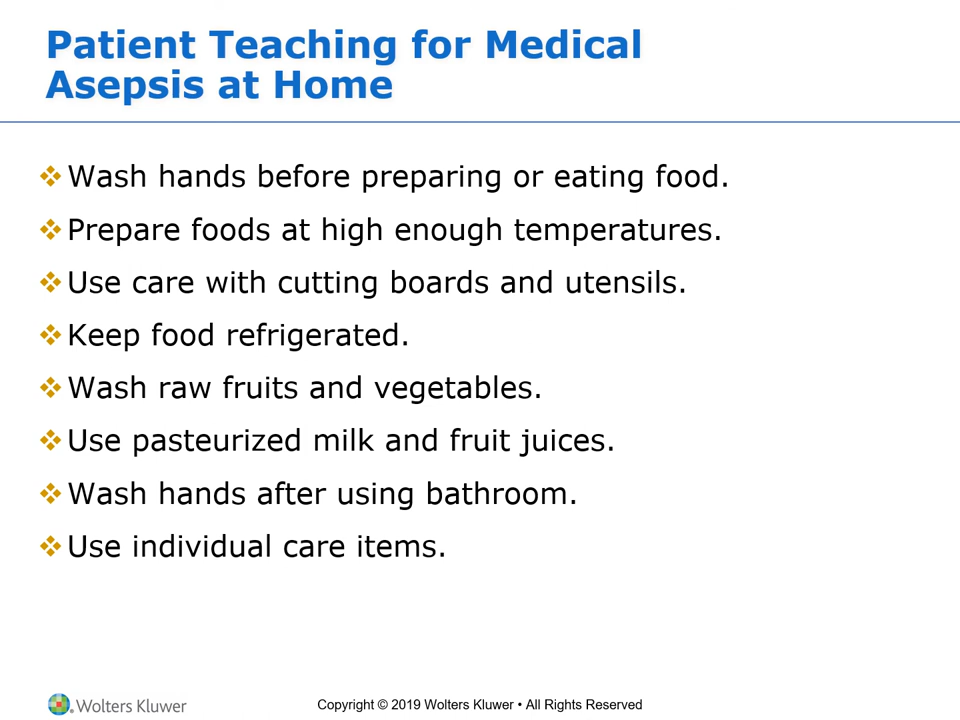 Patient Teaching for Medical
Asepsis at Home
❖Wash hands before preparing or eating food.
❖Prepare foods at high enough temperatures.
❖Use care with cutting boards and utensils.
❖Keep food refrigerated.
❖Wash raw fruits and vegetables.
❖Use pasteurized milk and fruit juices.
❖Wash hands after using bathroom.
❖Use individual care items.
Wolters Kluwer
Copyright © 2019 Wolters Kluwer • All Rights Reserved